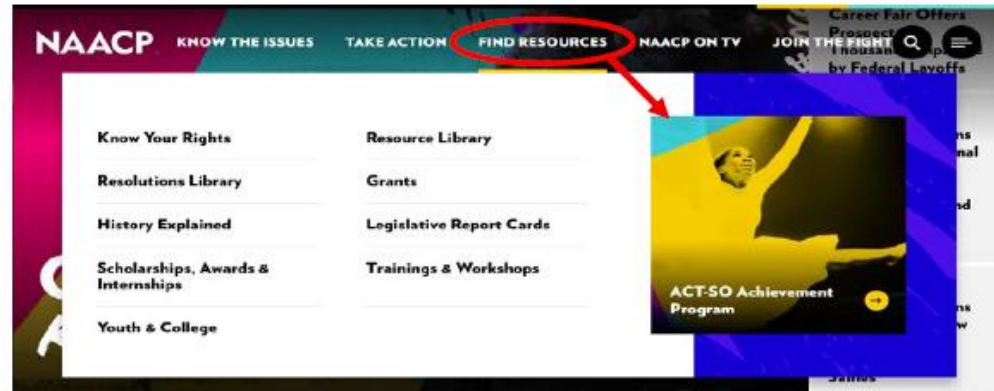 NAACP
KNOW THE ISSUES
TAKE ACTION
FIND RESOURCES
NAACP ON TV
JOIN THE FIGHT
Career Fair Offers
by Federal Layoffs
Know Your Rights
Resolutions Library
History Explained
Scholarships, Awards &
Internships
Youth & College
Resource Library
Grants
Legislative Report Cards
Trainings & Workshops
ACT-SO Achievement
Program